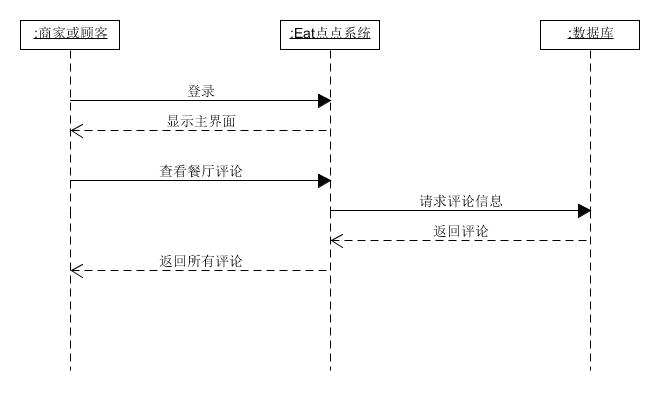 :商家或顾客
:Eat点点系统
:数据库
登录
显示主界面
查看餐厅评论
请求评论信息
返回评论
返回所有评论